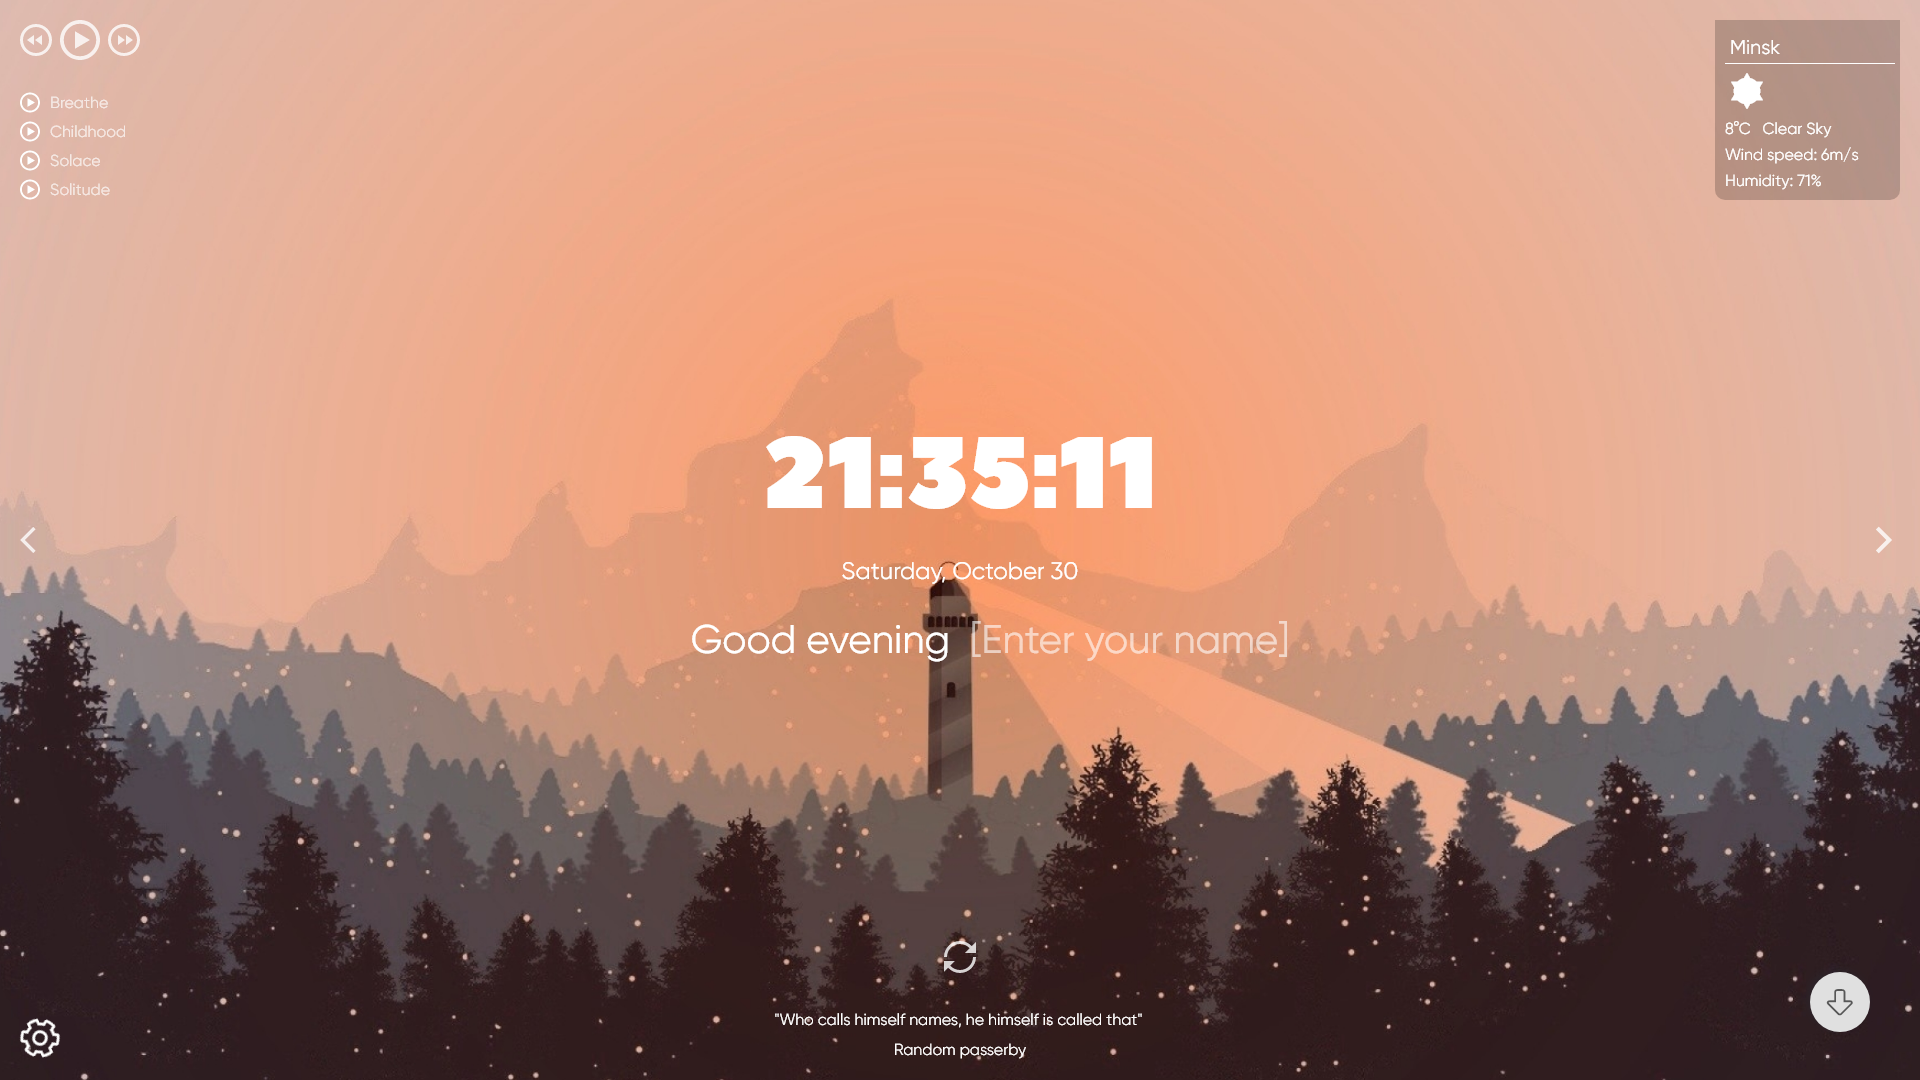 Breathe
Childhood
Solace
Solitude
Minsk
8°C Clear Sky
Wind speed: 6m/s
Humidity: 71%
21:35:11
Saturday, October 30
Good evening [Enter your name]
"Who calls himself names, he himself is called that"
Random passerby